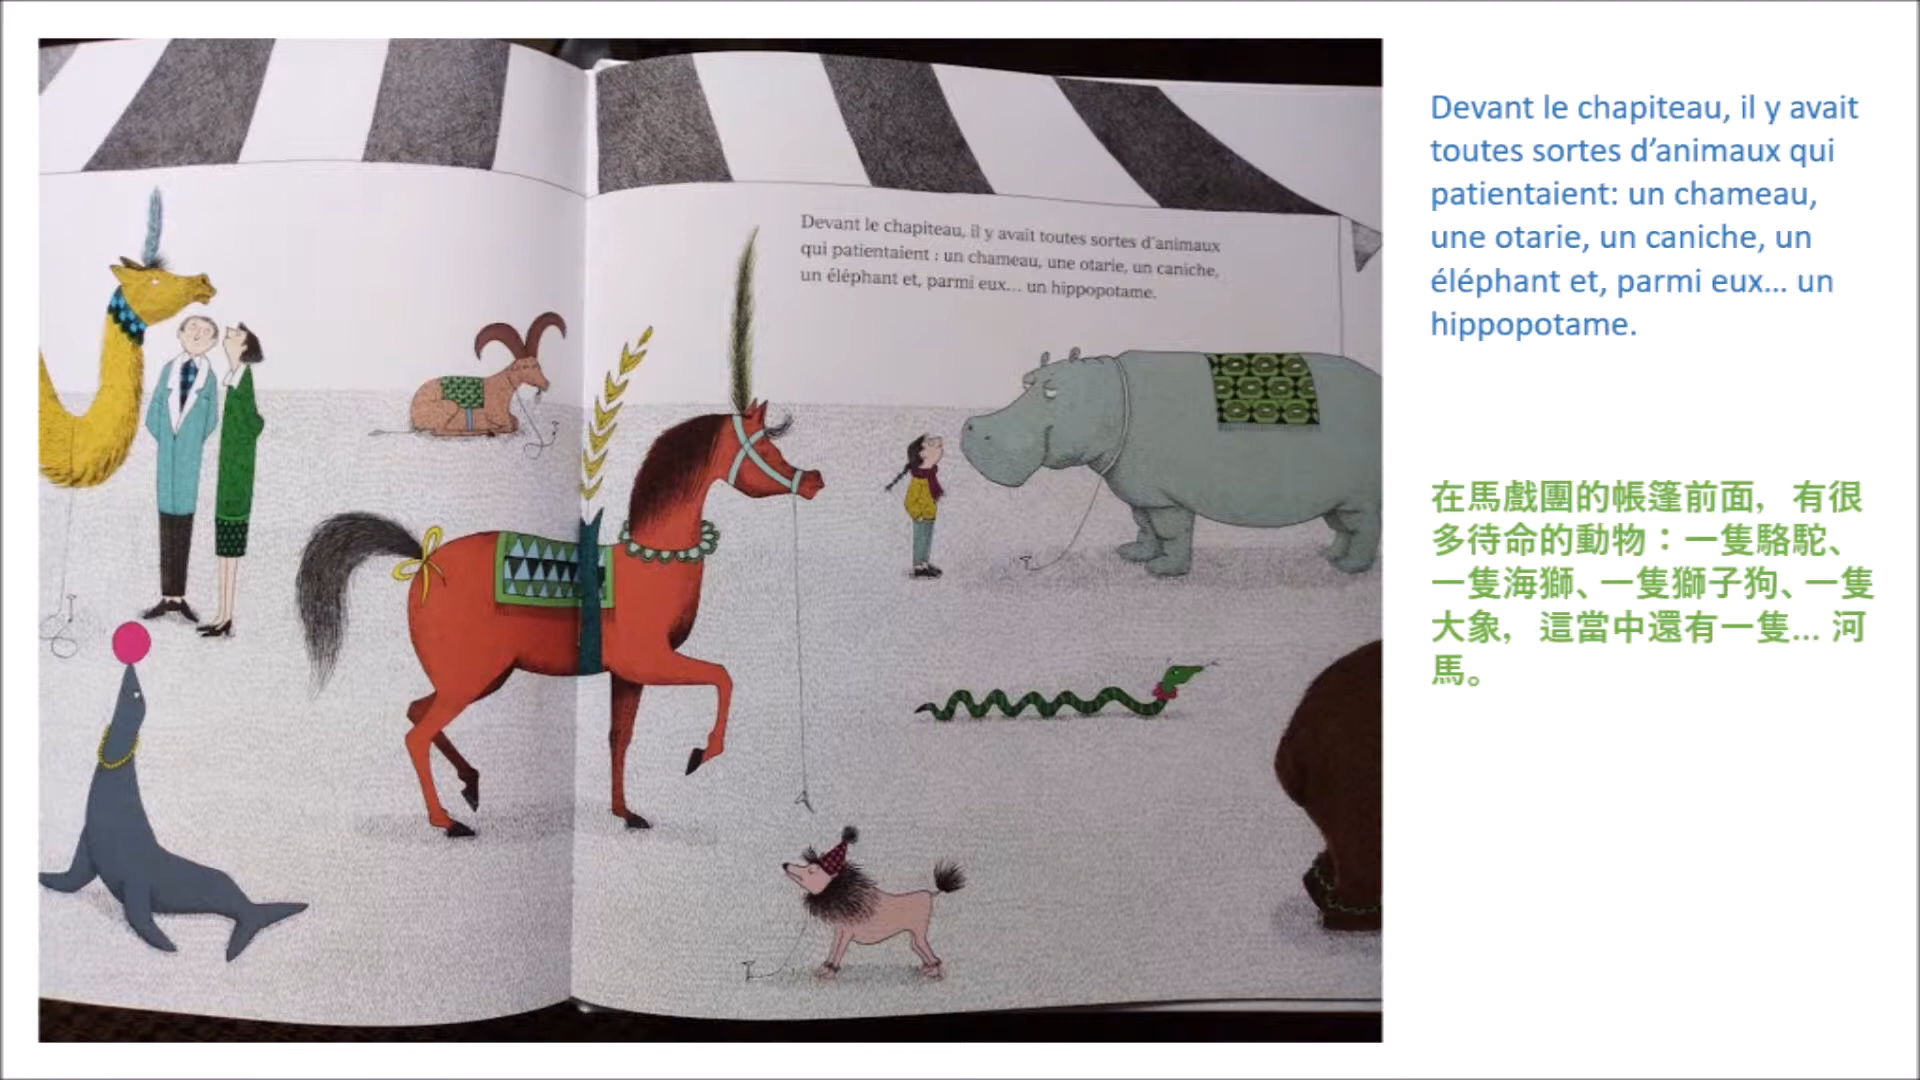 Devant le chapiteau, il y avait toutes sortes d'animaux
qui patientaient : un chameau, une otarie, un caniche,
un éléphant et, parmi eux... un hippopotame.
Devant le chapiteau, il y avait
toutes sortes d’animaux qui
patientaient: un chameau,
une otarie, un caniche, un
éléphant et, parmi eux... un
hippopotame.
在馬戲團的帳篷前面，有很
多待命的動物：一隻駱駝、
一隻海獅、一隻獅子狗、一隻
大象，這當中還有一隻... 河
馬。